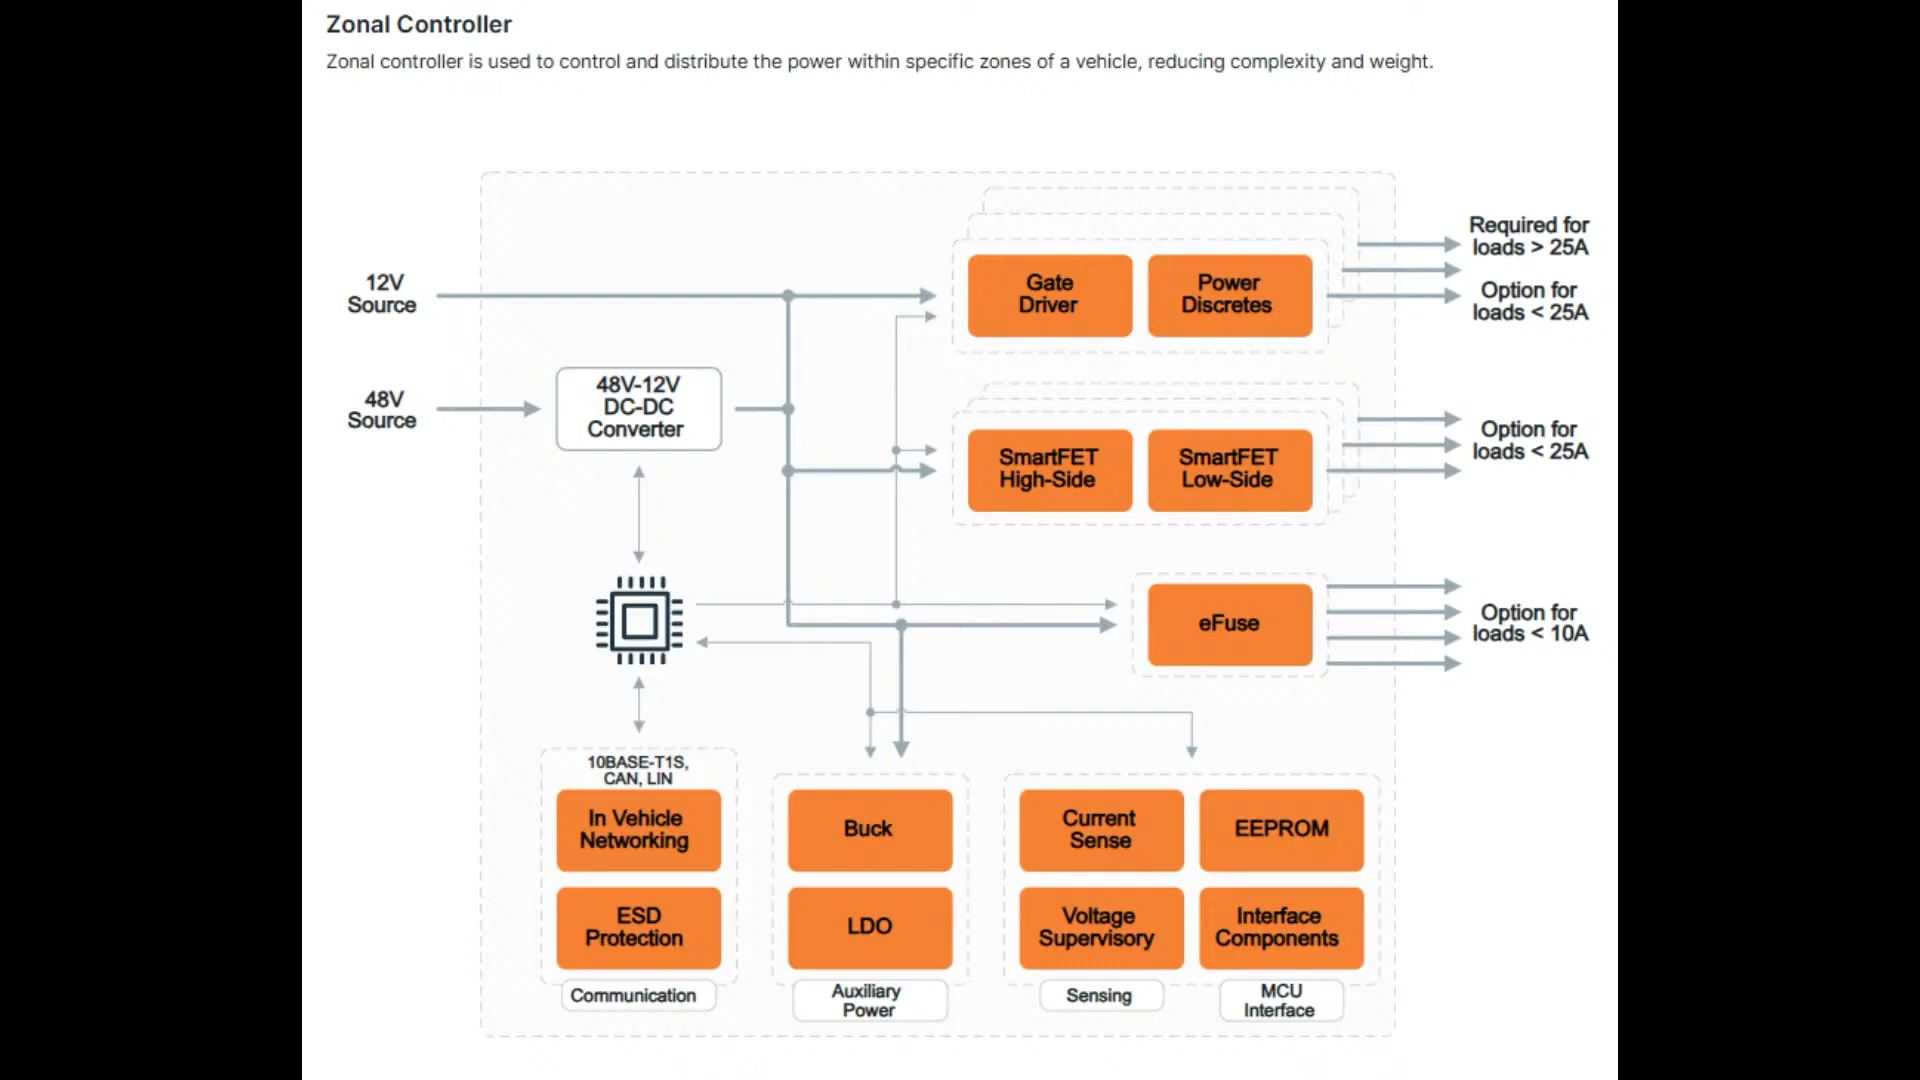 Zonal Controller
Zonal controller is used to control and distribute the power within specific zones of a vehicle, reducing complexity and weight.
12V
Source
48V
Source
48V-12V
DC-DC
Converter
Gate
Driver
Power
Discretes
Required for
loads > 25A
Option for
loads < 25A
SmartFET
High-Side
SmartFET
Low-Side
Option for
loads < 25A
eFuse
Option for
loads < 10A
10BASE-T1S,
CAN, LIN
In Vehicle
Networking
ESD
Protection
Communication
Buck
LDO
Auxiliary
Power
Current
Sense
EEPROM
Voltage
Supervisory
Interface
Components
Sensing
MCU
Interface